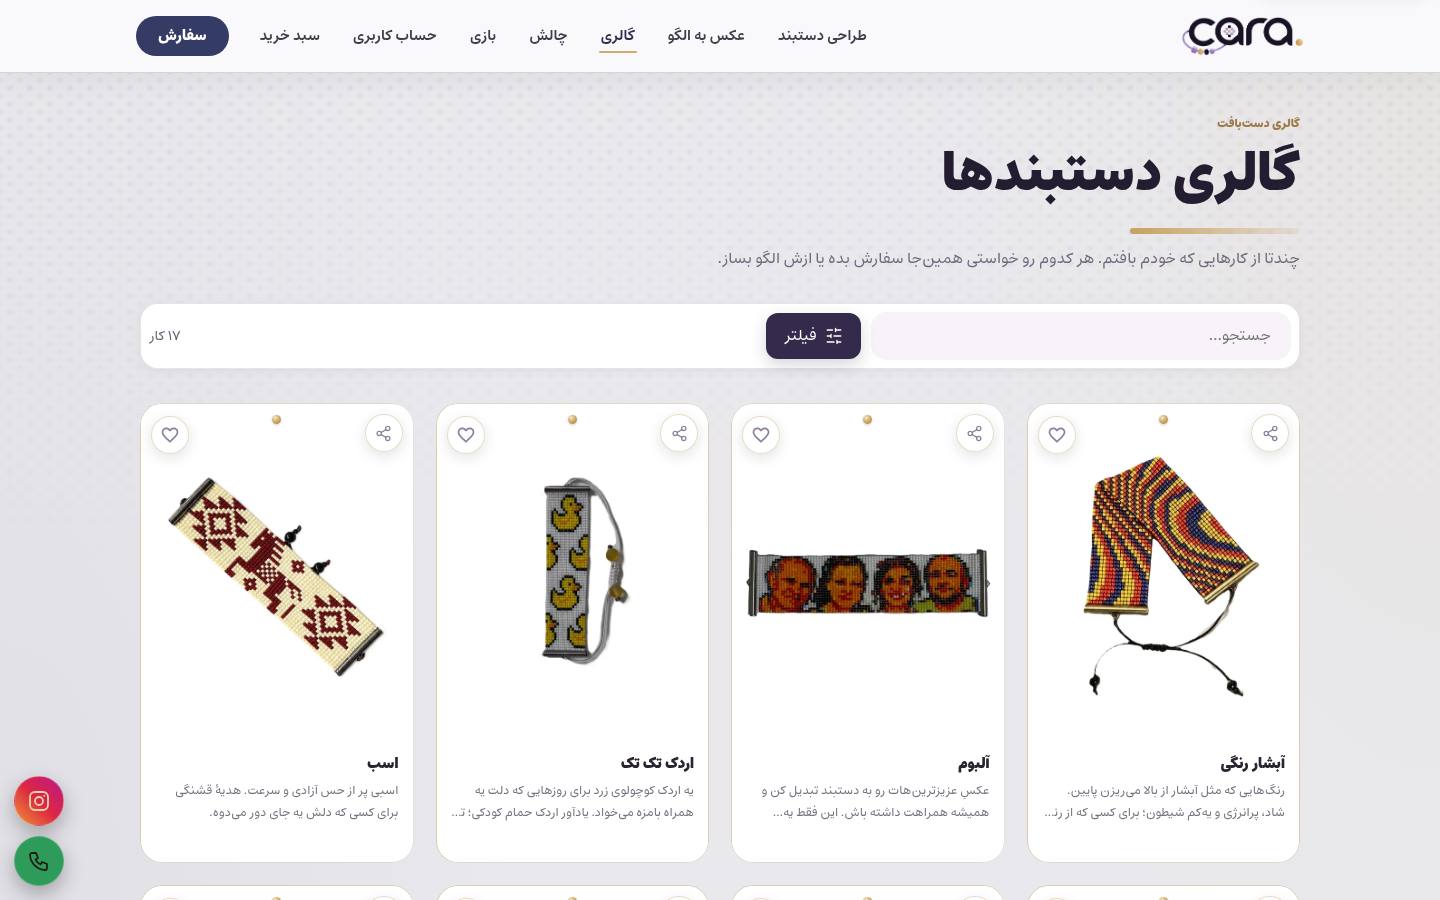 cara.
طراحی دستبند
عکس به الگو
گالری
چالش
بازی
حساب کاربری
سبد خرید
سفارش
گالری دست‌بافت
گالری دستبندها
چندتا از کارهایی که خودم بافتم. هر کدوم رو خواستی همین‌جا سفارش بده یا ازش الگو بساز.
جستجو...
فیلتر
۱۷ کار
آبشار رنگی
رنگ‌هایی که مثل آبشار از بالا می‌ریزن پایین.
شاد، پرانرژی و یه‌کم شیطون؛ برای کسی که از رنـ...
آلبوم
عکسِ عزیزترین‌هات رو به دستبند تبدیل کن و
همیشه همراهت داشته باش. این فقط یه...
اردک تک تک
یه اردک کوچولوی زرد برای روزهایی که دلت یه
همراه بامزه می‌خواد. یادآور اردک حمام کودکی؛ تـ...
اسب
اسبی پر از حس آزادی و سرعت. هدیهٔ قشنگی
برای کسی که دلش یه جای دور می‌دوه.